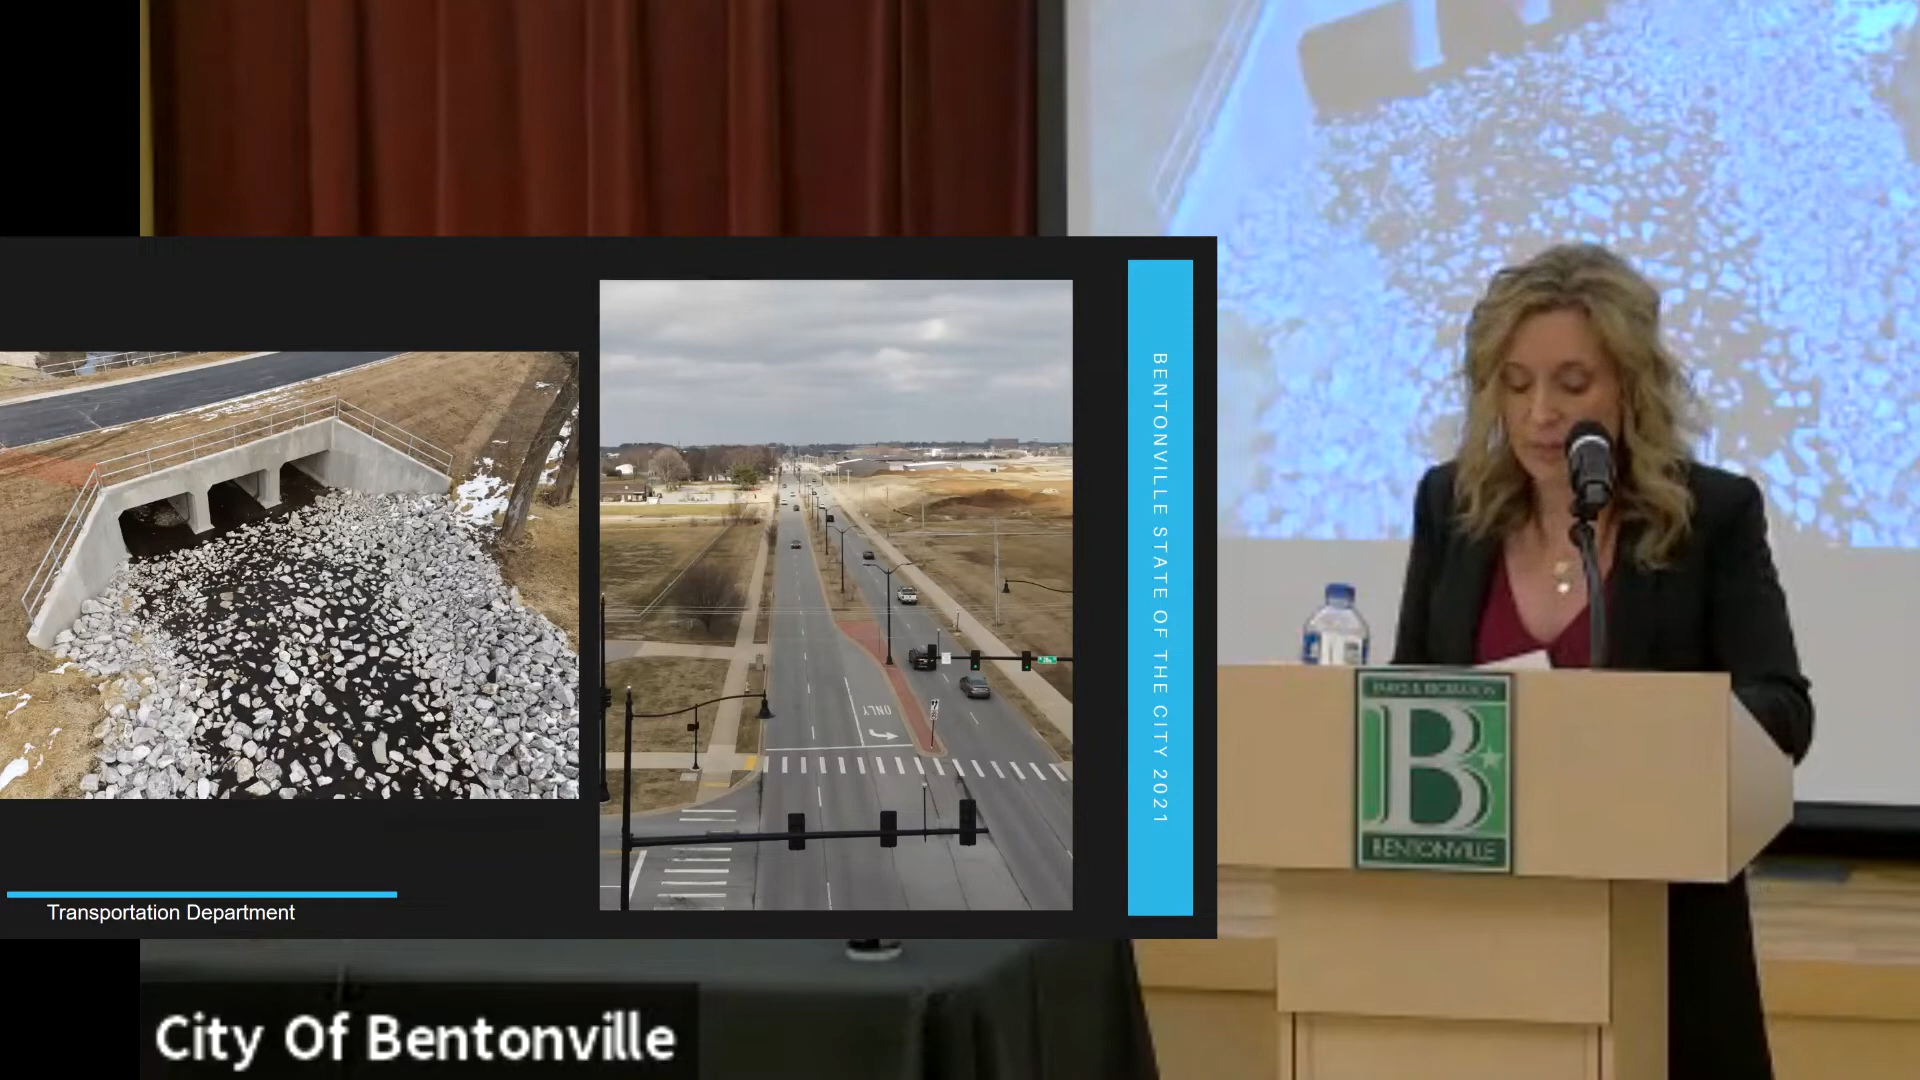 BENTONVILLE STATE OF THE CITY 2021
ONLY
Transportation Department
PARKS & RECREATION
B
BENTONVILLE
City Of Bentonville